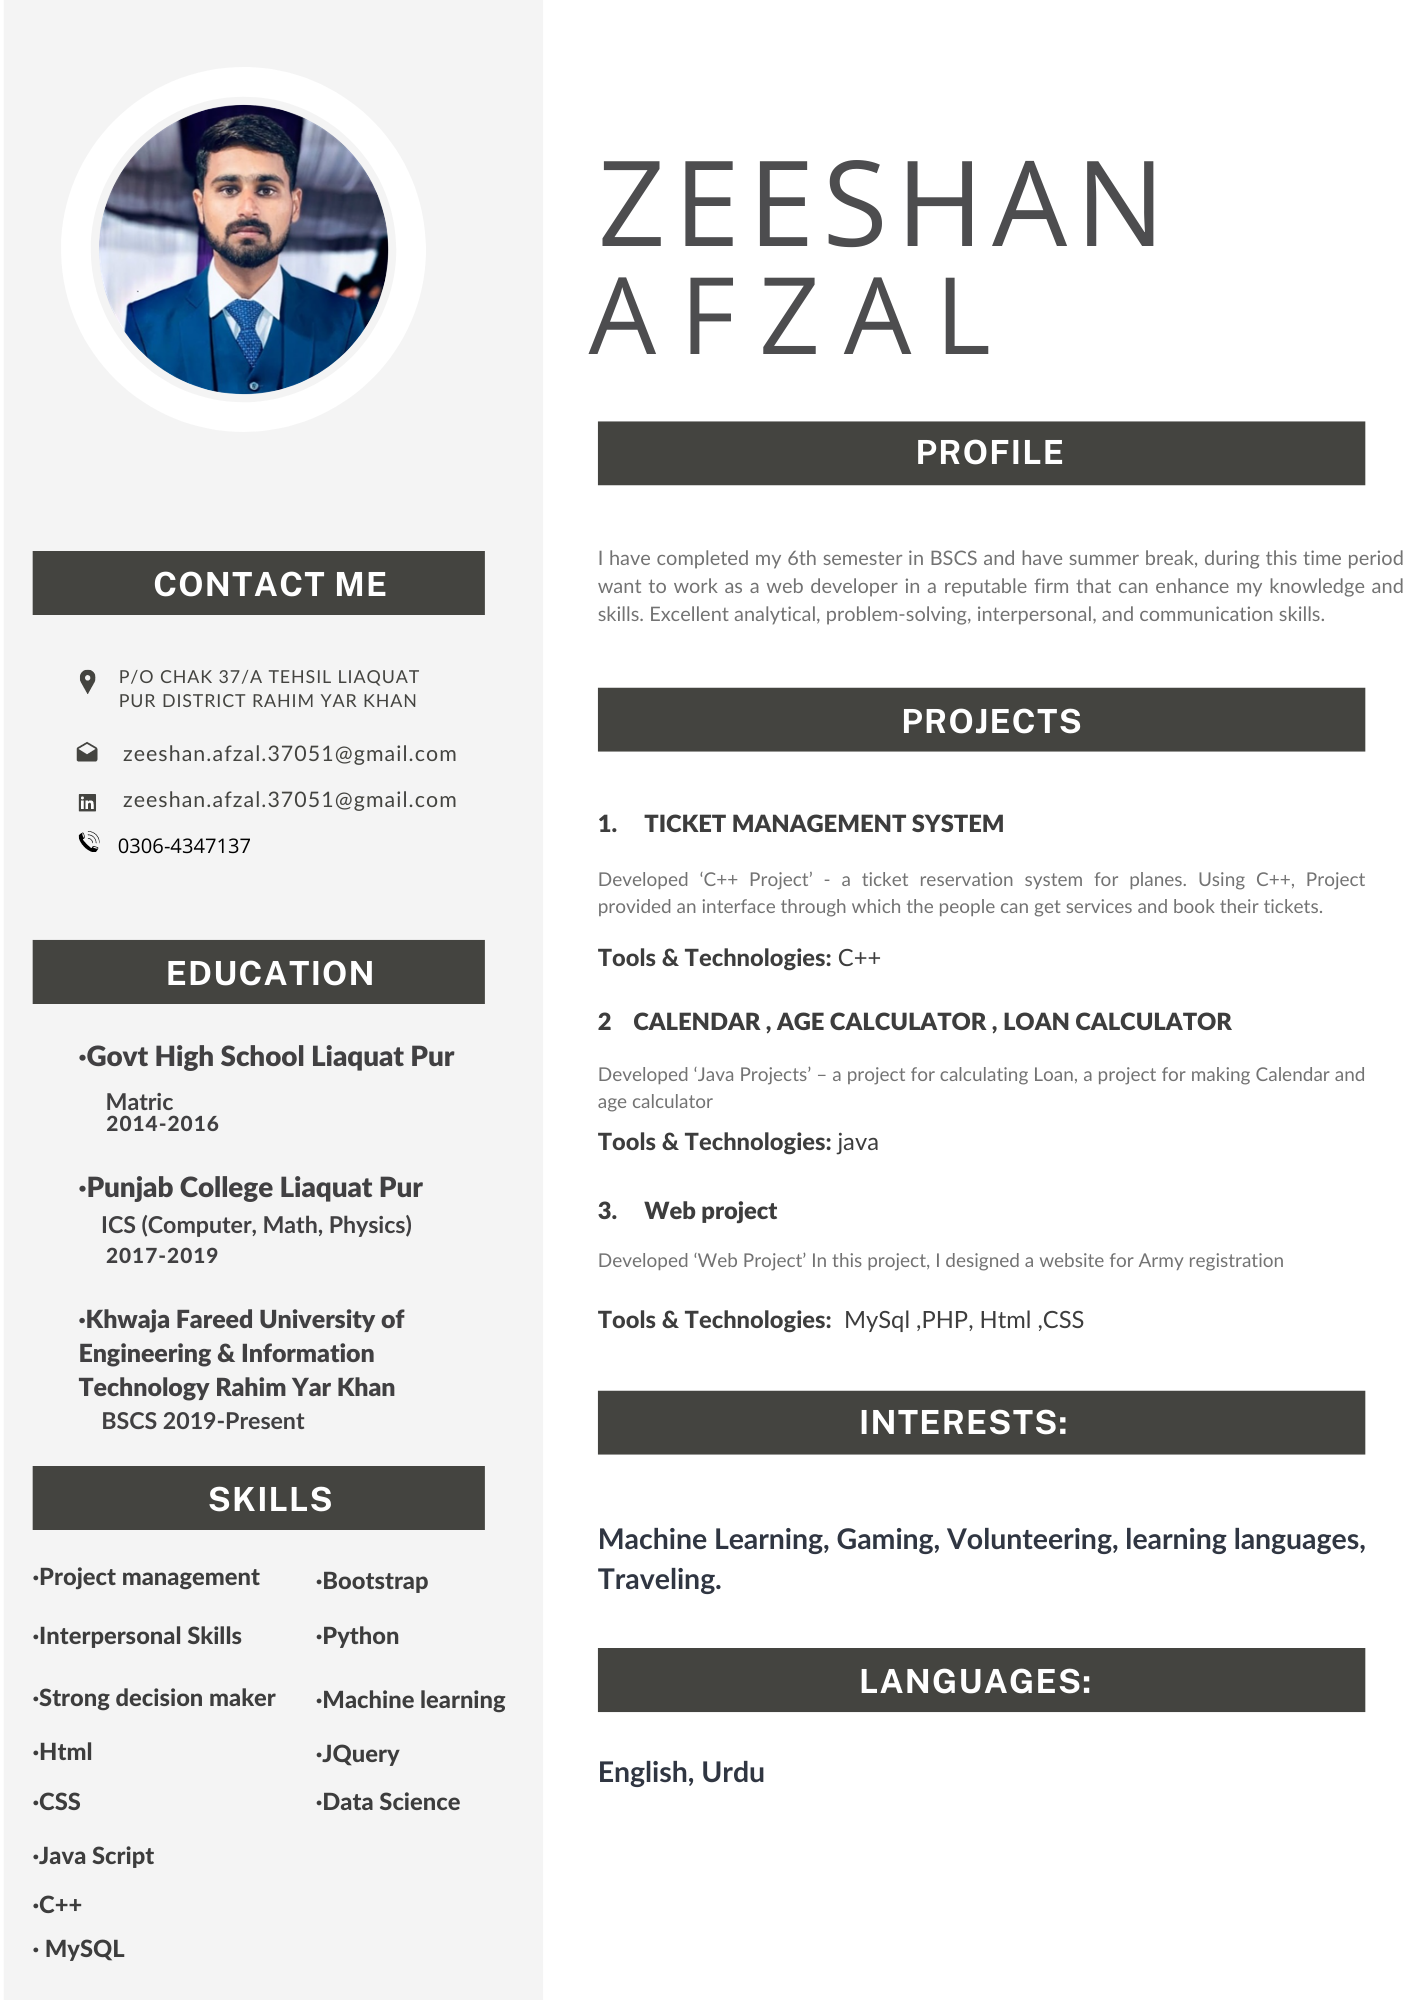 ZEESHAN
AFZAL
CONTACT ME
P/O CHAK 37/A TEHSIL LIAQUAT
PUR DISTRICT RAHIM YAR KHAN
zeeshan.afzal.37051@gmail.com
zeeshan.afzal.37051@gmail.com
0306-4347137
EDUCATION
·Govt High School Liaquat Pur
Matric
2014-2016
·Punjab College Liaquat Pur
ICS (Computer, Math, Physics)
2017-2019
·Khwaja Fareed University of
Engineering & Information
Technology Rahim Yar Khan
BSCS 2019-Present
SKILLS
·Project management
·Interpersonal Skills
·Strong decision maker
·Html
·CSS
·Java Script
·C++
· MySQL
·Bootstrap
·Python
·Machine learning
·JQuery
·Data Science
PROFILE
I have completed my 6th semester in BSCS and have summer break, during this time period
want to work as a web developer in a reputable firm that can enhance my knowledge and
skills. Excellent analytical, problem-solving, interpersonal, and communication skills.
PROJECTS
1. TICKET MANAGEMENT SYSTEM
Developed ‘C++ Project’ - a ticket reservation system for planes. Using C++, Project
provided an interface through which the people can get services and book their tickets.
Tools & Technologies: C++
2 CALENDAR , AGE CALCULATOR , LOAN CALCULATOR
Developed ‘Java Projects’ – a project for calculating Loan, a project for making Calendar and
age calculator
Tools & Technologies: java
3. Web project
Developed ‘Web Project’ In this project, I designed a website for Army registration
Tools & Technologies: MySql ,PHP, Html ,CSS
INTERESTS:
Machine Learning, Gaming, Volunteering, learning languages,
Traveling.
LANGUAGES:
English, Urdu